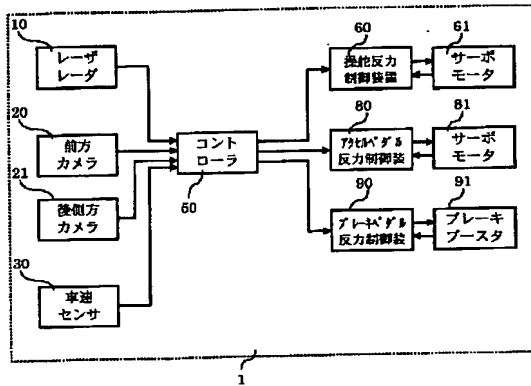 10
レーザ
レーダ
20
前方
カメラ
21
後側方
カメラ
30
車速
センサ
コント
ローラ
50
60
操舵反力
制御装置
61
サーボ
モータ
80
アクセルペダル
反力制御装
81
サーボ
モータ
90
ブレーキペダル
反力制御装
91
ブレーキ
ブースタ
1